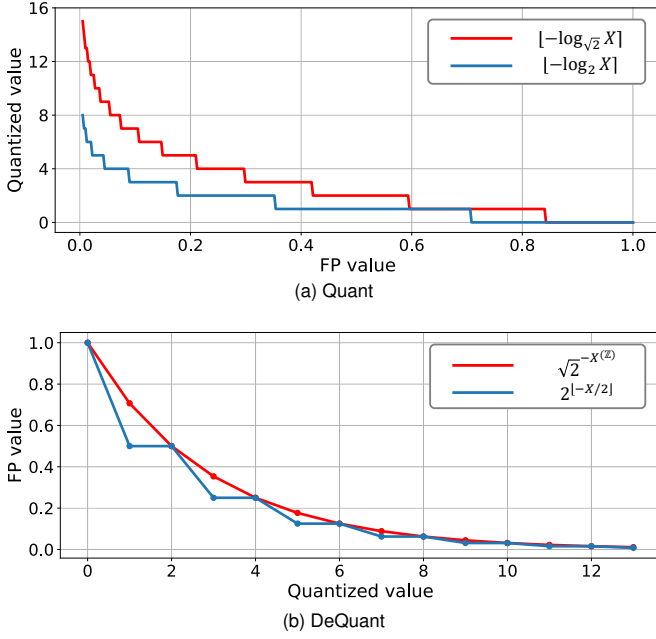 16
12
8
4
0
Quantized value
⌊−log√2 X⌉
⌊−log2 X⌉
0.0 0.2 0.4 0.6 0.8 1.0
FP value
(a) Quant
1.0
0.8
0.6
0.4
0.2
0.0
FP value
√2^−X^(ℤ)
2^⌊−X/2⌋
0 2 4 6 8 10 12
Quantized value
(b) DeQuant